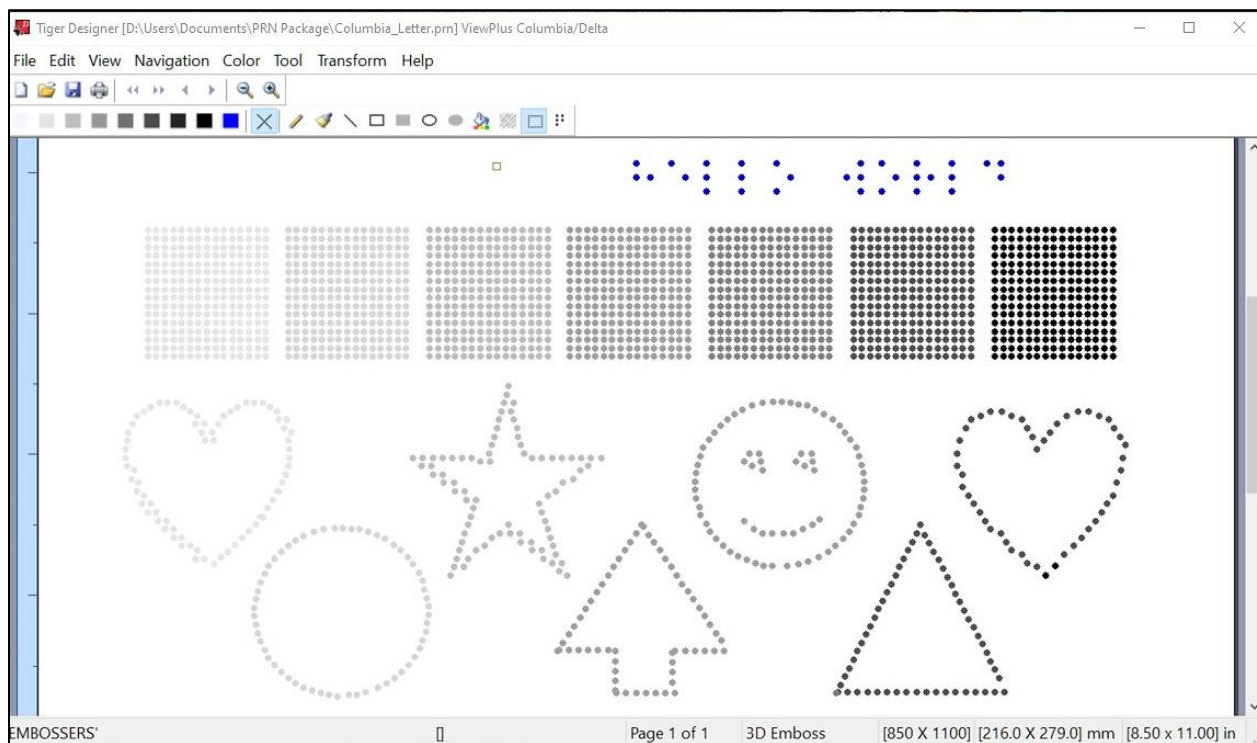 Tiger Designer [D:\Users\Documents\PRN Package\Columbia_Letter.prn] ViewPlus Columbia/Delta
File Edit View Navigation Color Tool Transform Help
⠓⠑⠇⠇⠕ ⠺⠕⠗⠇⠙
EMBOSSERS' [] Page 1 of 1 3D Emboss [850 X 1100] [216.0 X 279.0] mm [8.50 x 11.00] in